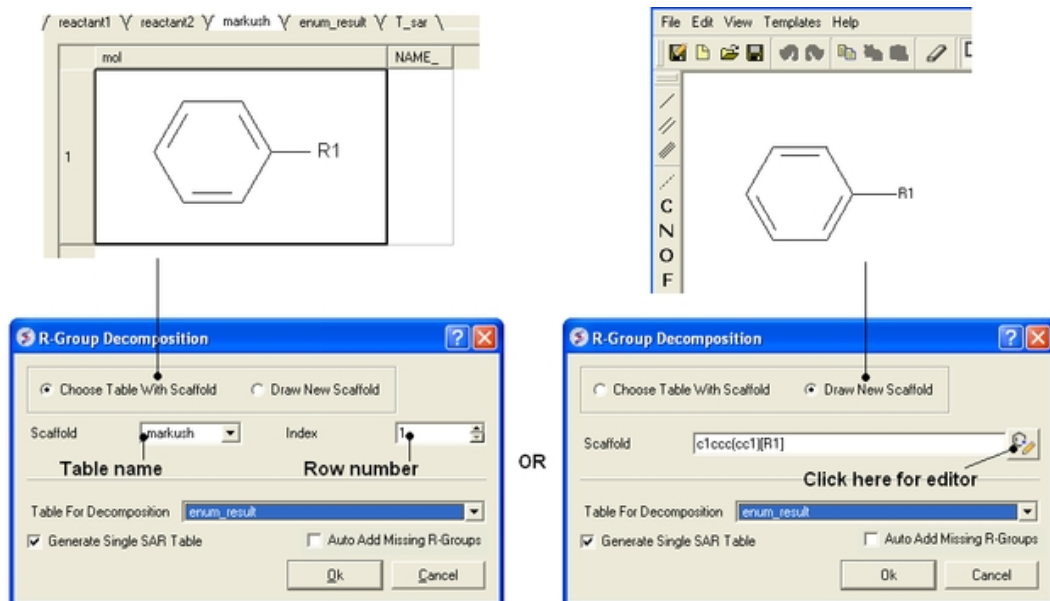 reactant1 reactant2 markush enum_result T_sar
mol NAME_
1
R1
File Edit View Templates Help
C
N
O
F
R1
R-Group Decomposition
Choose Table With Scaffold Draw New Scaffold
Scaffold markush Index 1
Table name Row number
Table For Decomposition enum_result
Generate Single SAR Table Auto Add Missing R-Groups
Ok Cancel
OR
R-Group Decomposition
Choose Table With Scaffold Draw New Scaffold
Scaffold c1ccc(cc1)[R1]
Click here for editor
Table For Decomposition enum_result
Generate Single SAR Table Auto Add Missing R-Groups
Ok Cancel